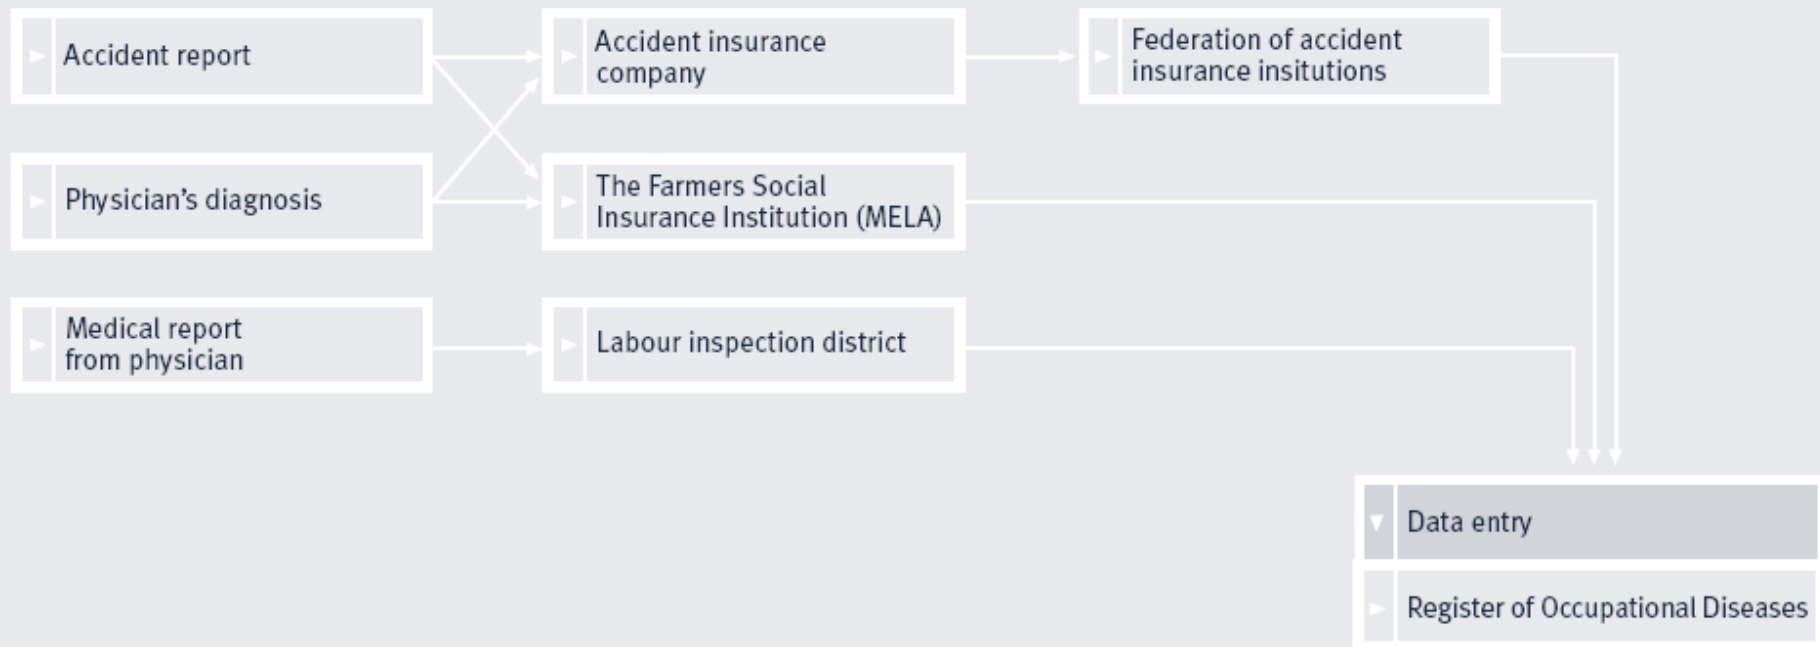 Accident report
Accident insurance
company
Federation of accident
insurance insitutions
Physician’s diagnosis
The Farmers Social
Insurance Institution (MELA)
Medical report
from physician
Labour inspection district
Data entry
Register of Occupational Diseases